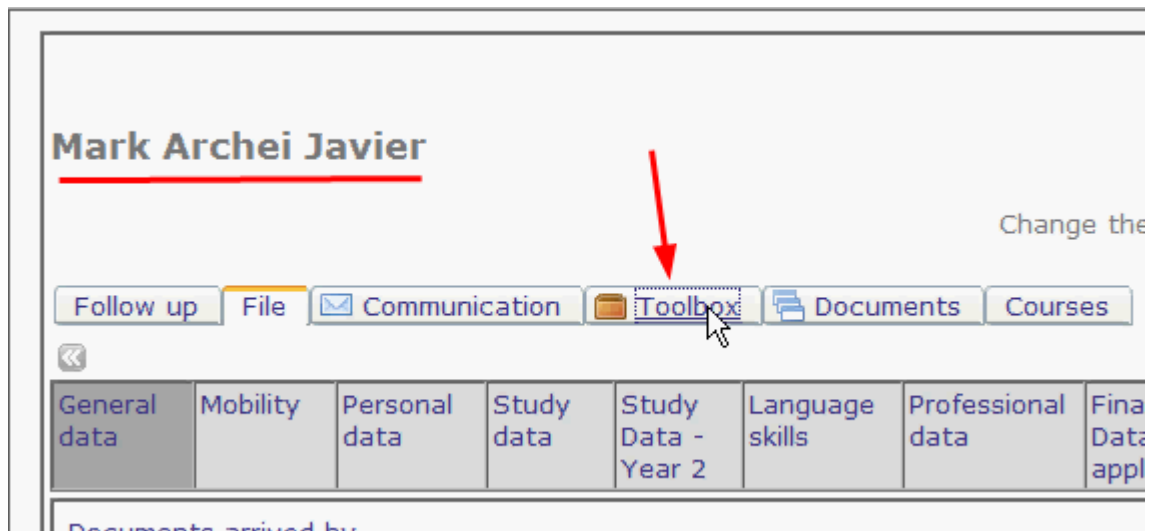 Mark Archei Javier
Change the
Follow up File Communication Toolbox Documents Courses
General data Mobility Personal data Study data Study Data - Year 2 Language skills Professional data
Documents arrived by